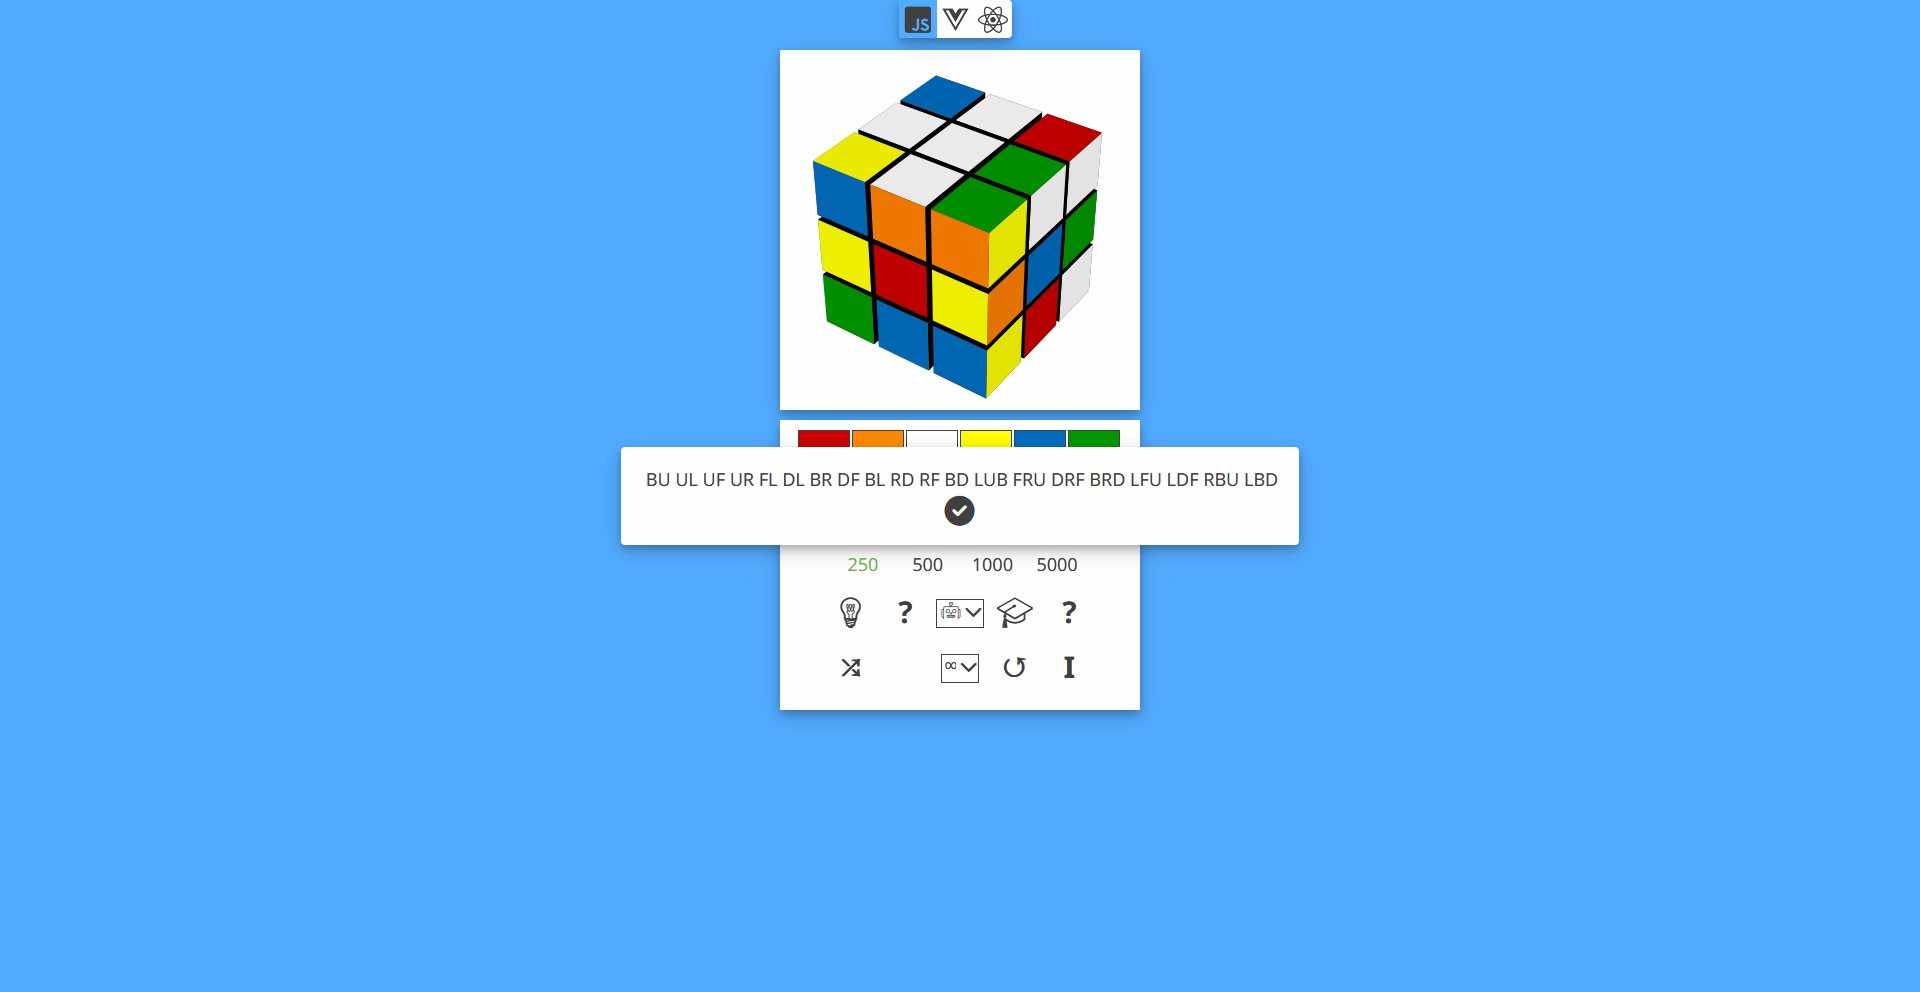 JS
BU UL UF UR FL DL BR DF BL RD RF BD LUB FRU DRF BRD LFU LDF RBU LBD
250 500 1000 5000
? ?
∞ I